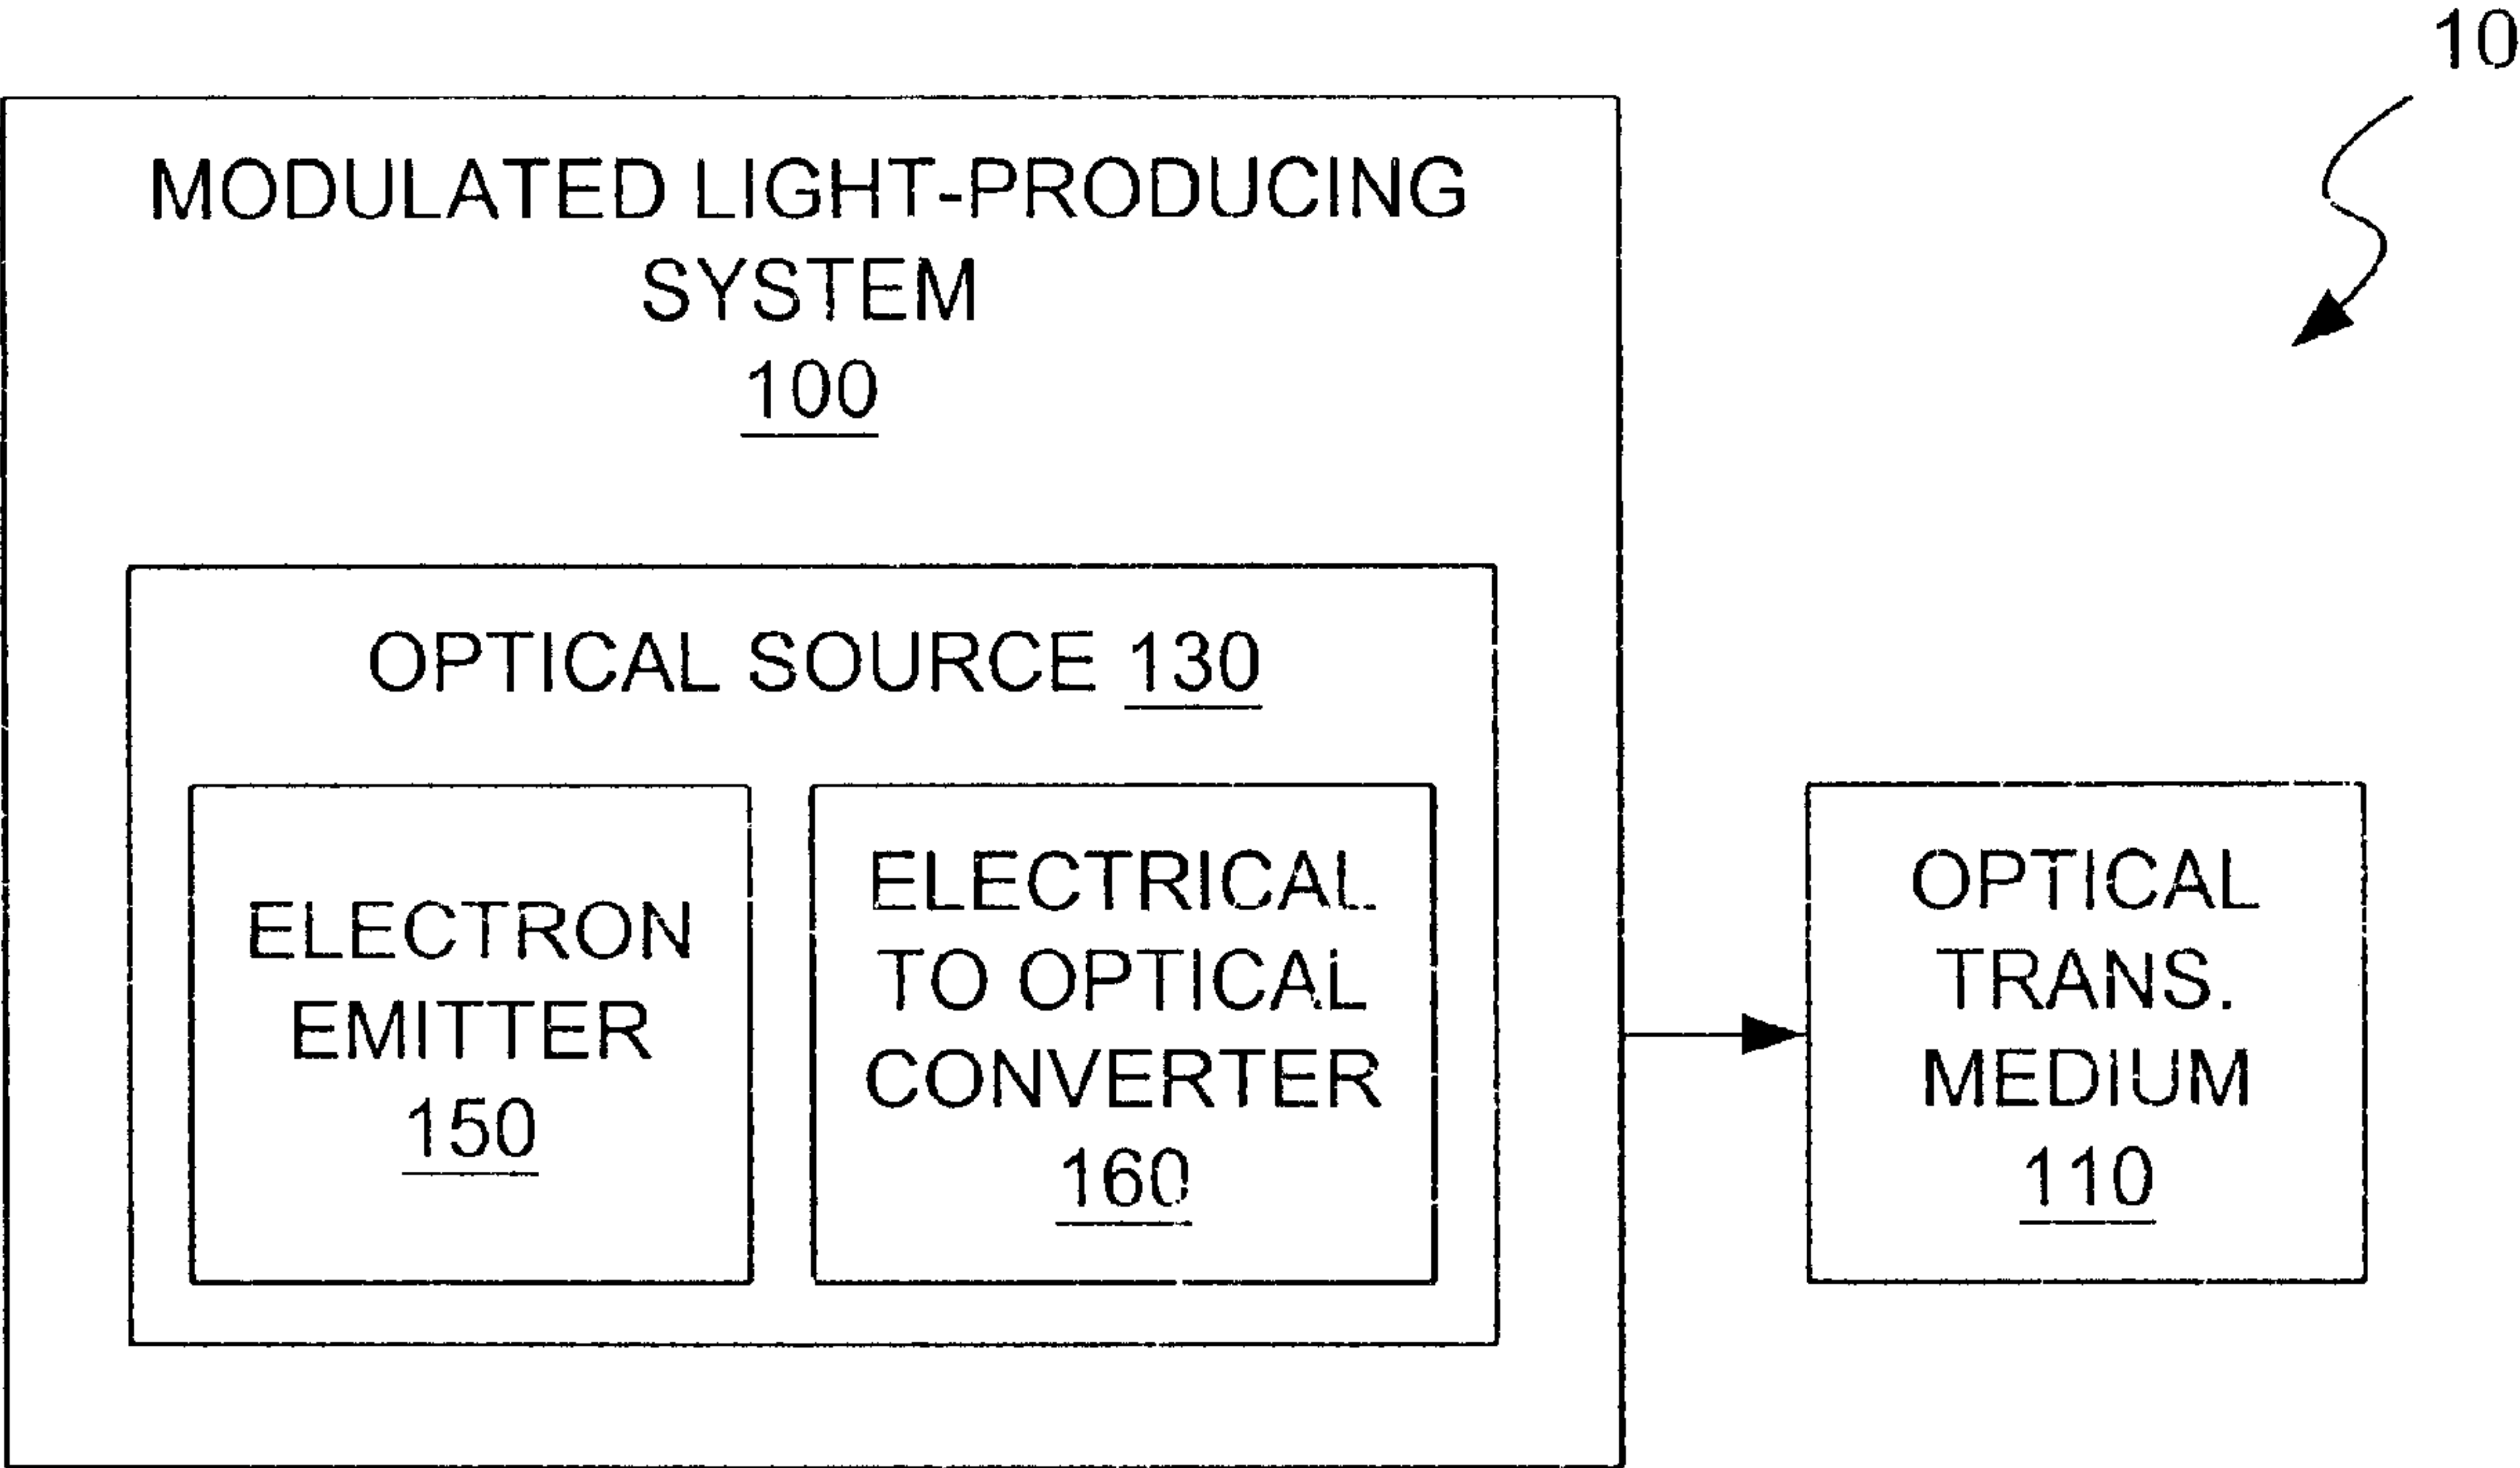 10
MODULATED LIGHT-PRODUCING
SYSTEM
100
OPTICAL SOURCE 130
ELECTRON
EMITTER
150
ELECTRICAL
TO OPTICAL
CONVERTER
160
OPTICAL
TRANS.
MEDIUM
110